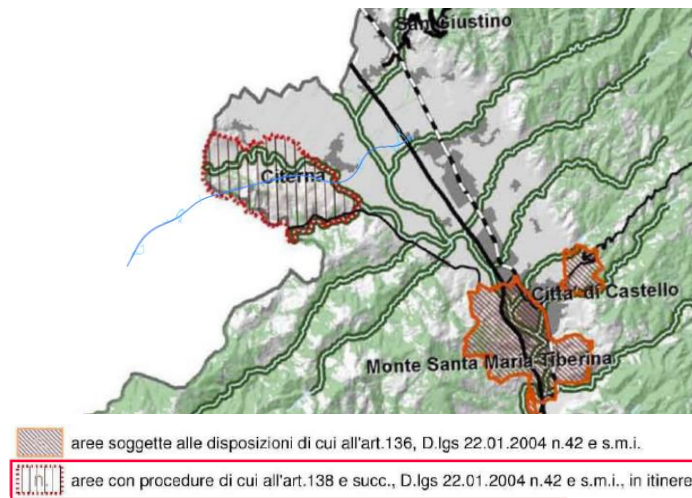 San Giustino
Citerna
Citta' di Castello
Monte Santa Maria Tiberina
aree soggette alle disposizioni di cui all'art.136, D.lgs 22.01.2004 n.42 e s.m.i.
n. aree con procedure di cui all'art.138 e succ., D.lgs 22.01.2004 n.42 e s.m.i., in itinere